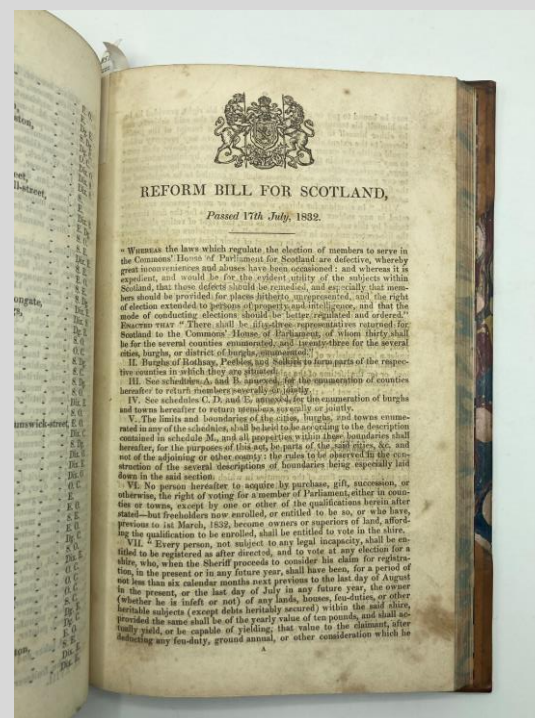 REFORM BILL FOR SCOTLAND,
Passed 17th July, 1832.
"WHEREAS the laws which regulate the election of members to serve in
the Commons' House of Parliament for Scotland are defective, whereby
great inconveniences and abuses have been occasioned: and whereas it is
expedient, and would be for the evident utility of the subjects within
Scotland, that those defects should be remedied, and especially that mem-
bers should be provided for places hitherto unrepresented, and the right
of election extended to persons of property and intelligence, and that the
mode of conducting elections should be better regulated and ordered."
ENACTED THAT "There shall be fifty-three representatives returned for
Scotland to the Commons' House of Parliament, of whom thirty shall
be for the several counties enumerated, and twenty-three for the several
cities, burghs, or district of burghs, enumerated."
II. Burghs of Rothsay, Peebles, and Selkirk to form parts of the respec-
tive counties in which they are situated.
III. See schedules A. and B. annexed, for the enumeration of counties
hereafter to return members severally or jointly.
IV. See schedules C. D. and E. annexed, for the enumeration of burghs
and towns hereafter to return members severally or jointly.
V. The limits and boundaries of the cities, burghs, and towns enume-
rated in any of the schedules, shall be held to be according to the description
contained in schedule M., and all properties within these boundaries shall
hereafter, for the purposes of this act, be parts of the said cities, &c. and
not of the adjoining or other county: the rules to be observed in the con-
struction of the several descriptions of boundaries being especially laid
down in the said section.
VI. No person hereafter to acquire by purchase, gift, succession, or
otherwise, the right of voting for a member of Parliament, either in coun-
ties or towns, except by one or other of the qualifications herein after
stated—but freeholders now enrolled, or entitled to be so, or who have,
previous to 1st March, 1832, become owners or superiors of land, afford-
ing the qualification to be enrolled, shall be entitled to vote in the shire.
VII. "Every person, not subject to any legal incapacity, shall be en-
titled to be registered as after directed, and to vote at any election for a
shire, who, when the Sheriff proceeds to consider his claim for registra-
tion, in the present or in any future year, shall have been, for a period of
not less than six calendar months next previous to the last day of August
in the present, or the last day of July in any future year, the owner
(whether he is infeft or not) of any lands, houses, feu-duties, or other
heritable subjects (except debts heritably secured) within the said shire,
provided the same shall be of the yearly value of ten pounds, and shall ac-
tually yield, or be capable of yielding, that value to the claimant, after
deducting any feu-duty, ground annual, or other consideration which he
A